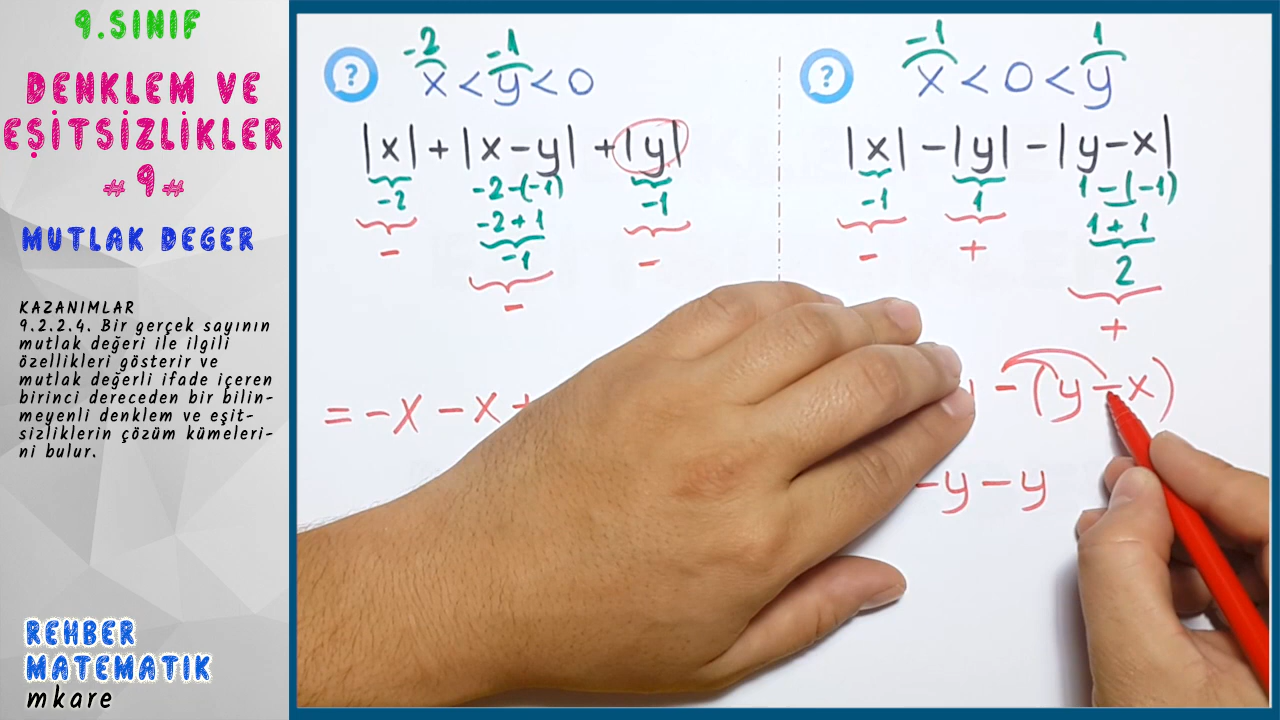 9.SINIF
DENKLEM VE
EŞİTSİZLİKLER
#9#
MUTLAK DEGER
KAZANIMLAR
9.2.2.4. Bir gerçek sayının
mutlak değeri ile ilgili
özellikleri gösterir ve
mutlak değerli ifade içeren
birinci dereceden bir bilin-
meyenli denklem ve eşit-
sizliklerin çözüm kümeleri-
ni bulur.
REHBER
MATEMATIK
mkare
?
-2 -1
x < y < 0
|x| + |x-y| + |y|
-2 -2-(-1) -1
-2+1
-1
- - -
= -x -x +
?
-1 1
x < 0 < y
|x| - |y| - |y-x|
-1 1 1-(-1)
1+1
2
- + +
y -(y-x)
-y -y